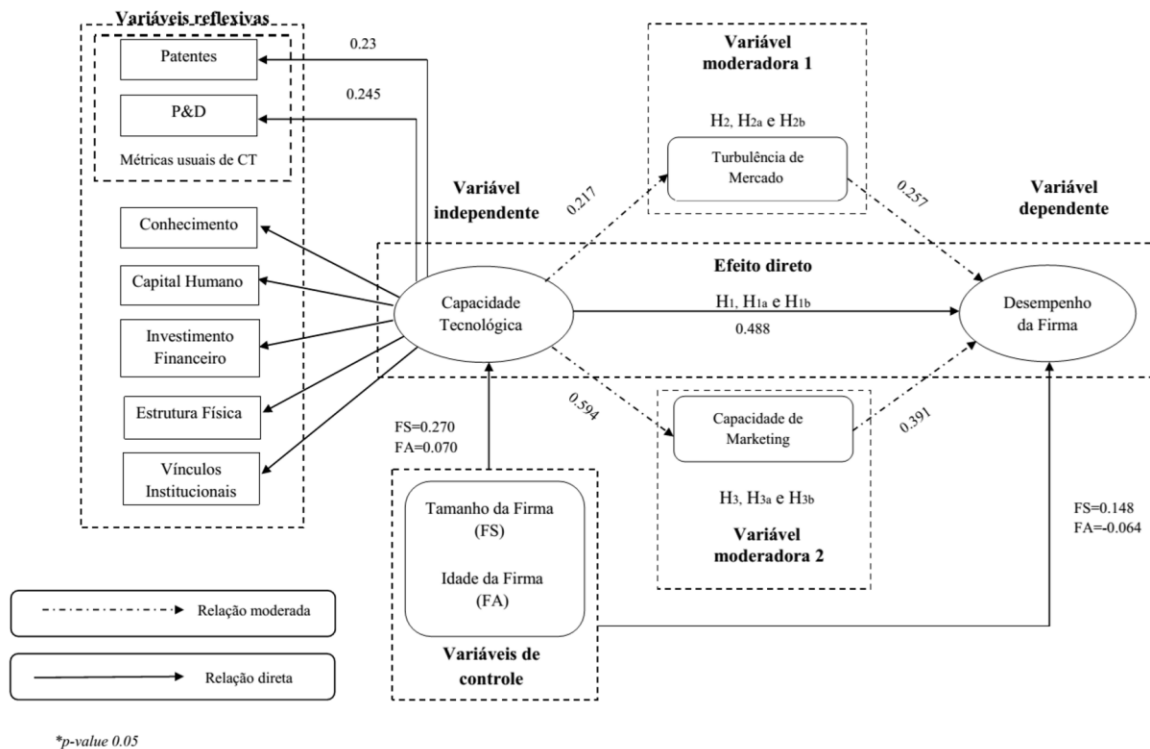 Variáveis reflexivas
Patentes
P&D
Métricas usuais de CT
Conhecimento
Capital Humano
Investimento
Financeiro
Estrutura Física
Vínculos
Institucionais
0.23
0.245
Variável
independente
Capacidade
Tecnológica
Variável
moderadora 1
H2, H2a e H2b
Turbulência de
Mercado
0.217
0.257
Variável
dependente
Efeito direto
H1, H1a e H1b
0.488
Desempenho
da Firma
0.594
0.391
Capacidade de
Marketing
H3, H3a e H3b
Variável
moderadora 2
FS=0.270
FA=0.070
Tamanho da Firma
(FS)
Idade da Firma
(FA)
Variáveis de
controle
FS=0.148
FA=-0.064
Relação moderada
Relação direta
*p-value 0.05